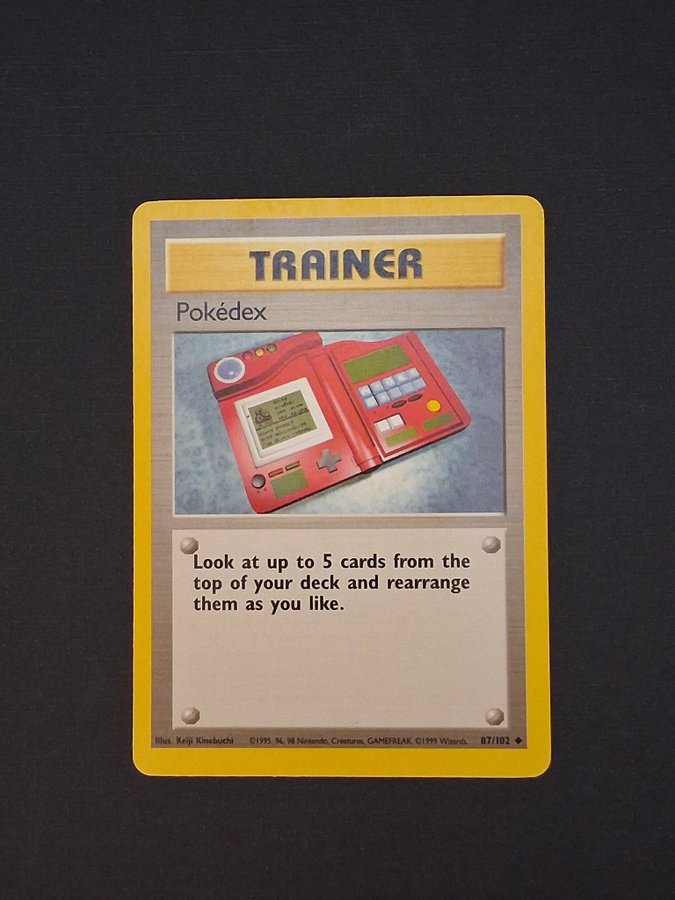 TRAINER
Pokédex
Look at up to 5 cards from the
top of your deck and rearrange
them as you like.
Illus. Keiji Kinebuchi ©1995, 96, 98 Nintendo, Creatures, GAMEFREAK. ©1999 Wizards. 87/102